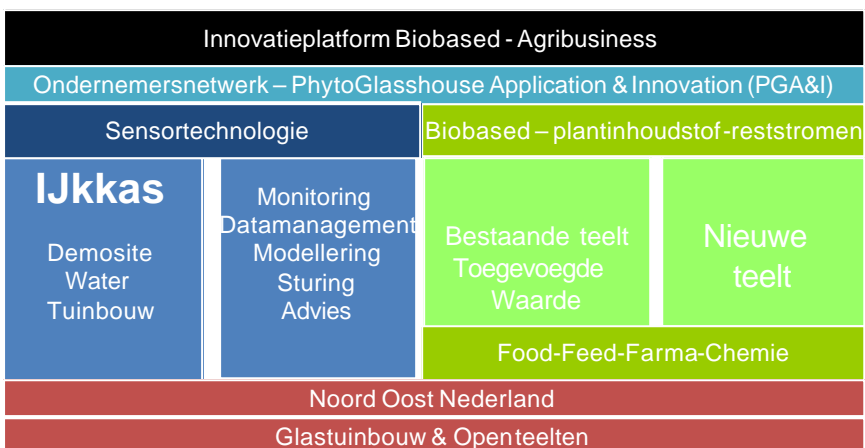 Innovatieplatform Biobased - Agribusiness
Ondernemersnetwerk – PhytoGlasshouse Application & Innovation (PGA&I)
Sensortechnologie
Biobased – plantinhoudstof-reststromen
IJkkas
Demosite
Water
Tuinbouw
Monitoring
Datamanagement
Modellering
Sturing
Advies
Bestaande teelt
Toegevoegde
Waarde
Nieuwe
teelt
Food-Feed-Farma-Chemie
Noord Oost Nederland
Glastuinbouw & Openteelten